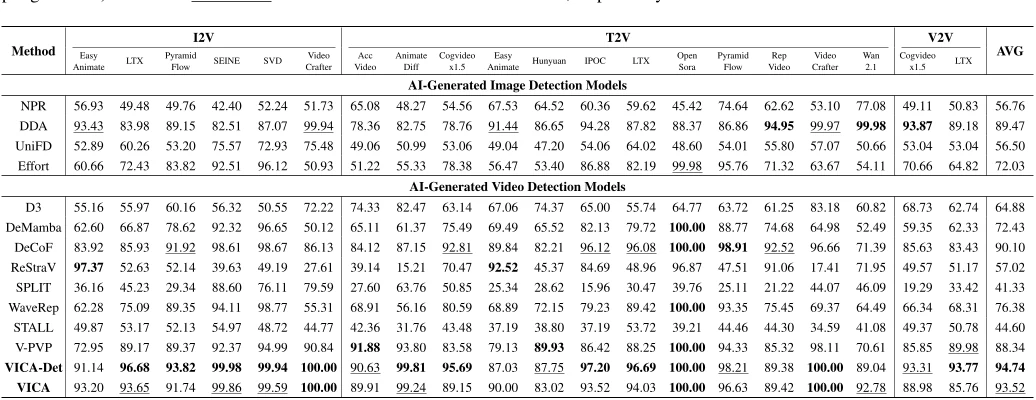 Method I2V T2V V2V AVG
Easy Animate LTX Pyramid Flow SEINE SVD Video Crafter Acc Video Animate Diff Cogvideo x1.5 Easy Animate Hunyuan IPOC LTX Open Sora Pyramid Flow Rep Video Video Crafter Wan 2.1 Cogvideo x1.5 LTX
AI-Generated Image Detection Models
NPR 56.93 49.48 49.76 42.40 52.24 51.73 65.08 48.27 54.56 67.53 64.52 60.36 59.62 45.42 74.64 62.62 53.10 77.08 49.11 50.83 56.76
DDA 93.43 83.98 89.15 82.51 87.07 99.94 78.36 82.75 78.76 91.44 86.65 94.28 87.82 88.37 86.86 94.95 99.97 99.98 93.87 89.18 89.47
UniFD 52.89 60.26 53.20 75.57 72.93 75.48 49.06 50.99 53.06 49.04 47.20 54.06 64.02 48.60 54.01 55.80 57.07 50.66 53.04 53.04 56.50
Effort 60.66 72.43 83.82 92.51 96.12 50.93 51.22 55.33 78.38 56.47 53.40 86.88 82.19 99.98 95.76 71.32 63.67 54.11 70.66 64.82 72.03
AI-Generated Video Detection Models
D3 55.16 55.97 60.16 56.32 50.55 72.22 74.33 82.47 63.14 67.06 74.37 65.00 55.74 64.77 63.72 61.25 83.18 60.82 68.73 62.74 64.88
DeMamba 62.60 66.87 78.62 92.32 96.65 50.12 65.11 61.37 75.49 69.49 65.52 82.13 79.72 100.00 88.77 74.68 64.98 52.49 59.35 62.33 72.43
DeCoF 83.92 85.93 91.92 98.61 98.67 86.13 84.12 87.15 92.81 89.84 82.21 96.12 96.08 100.00 98.91 92.52 96.66 71.39 85.63 83.43 90.10
ReStraV 97.37 52.63 52.14 39.63 49.19 27.61 39.14 15.21 70.47 92.52 45.37 84.69 48.96 96.87 47.51 91.06 17.41 71.95 49.57 51.17 57.02
SPLIT 36.16 45.23 29.34 88.60 76.11 79.59 27.60 63.76 50.85 25.34 28.62 15.96 30.47 39.76 25.11 21.22 44.07 46.09 19.29 33.42 41.33
WaveRep 62.28 75.09 89.35 94.11 98.77 55.31 68.91 56.16 80.59 68.89 72.15 79.23 89.42 100.00 93.35 75.45 69.37 64.49 66.34 68.31 76.38
STALL 49.87 53.17 52.13 54.97 48.72 44.77 42.36 31.76 43.48 37.19 38.80 37.19 53.72 39.21 44.46 44.30 34.59 41.08 49.37 50.78 44.60
V-PVP 72.95 89.17 89.37 92.37 94.99 90.84 91.88 93.80 83.58 79.13 89.93 86.42 88.25 100.00 94.33 85.32 98.11 70.61 85.85 89.98 88.34
VICA-Det 91.14 96.68 93.82 99.98 99.94 100.00 90.63 99.81 95.69 87.03 87.75 97.20 96.69 100.00 98.21 89.38 100.00 89.04 93.31 93.77 94.74
VICA 93.20 93.65 91.74 99.86 99.59 100.00 89.91 99.24 89.15 90.00 83.02 93.52 94.03 100.00 96.63 89.42 100.00 92.78 88.98 85.76 93.52